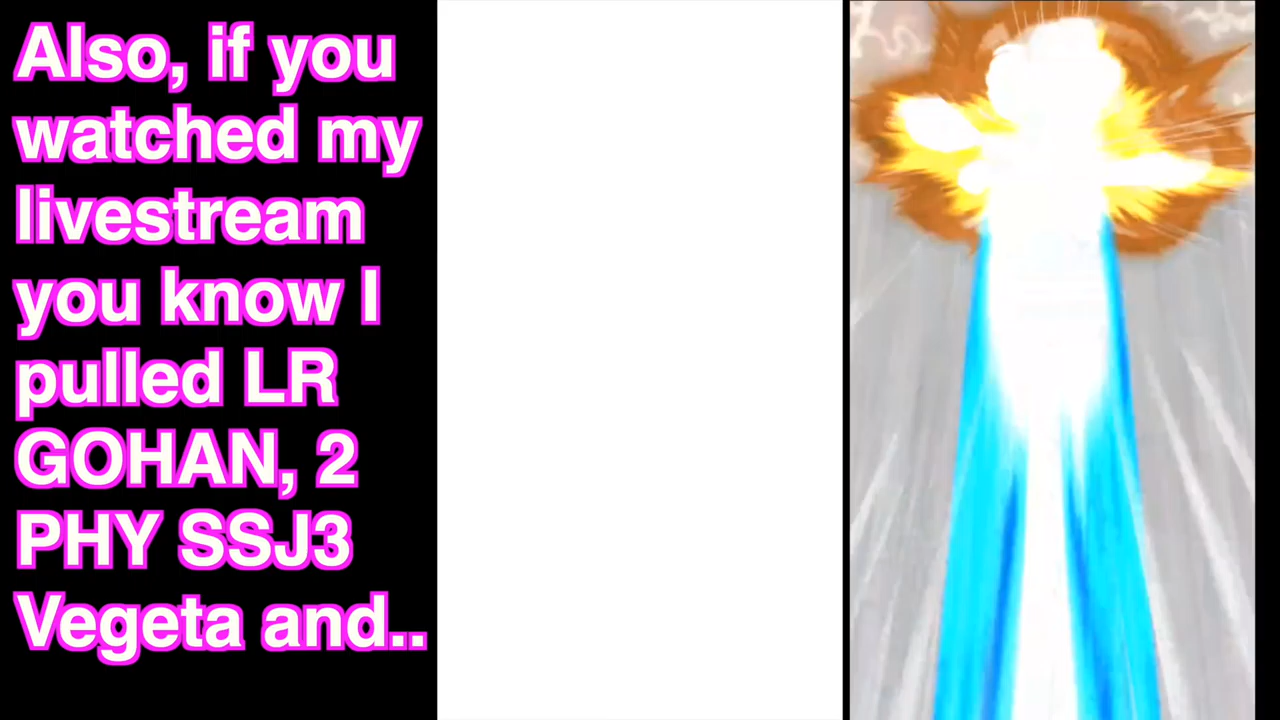 Also, if you
watched my
livestream
you know I
pulled LR
GOHAN, 2
PHY SSJ3
Vegeta and..